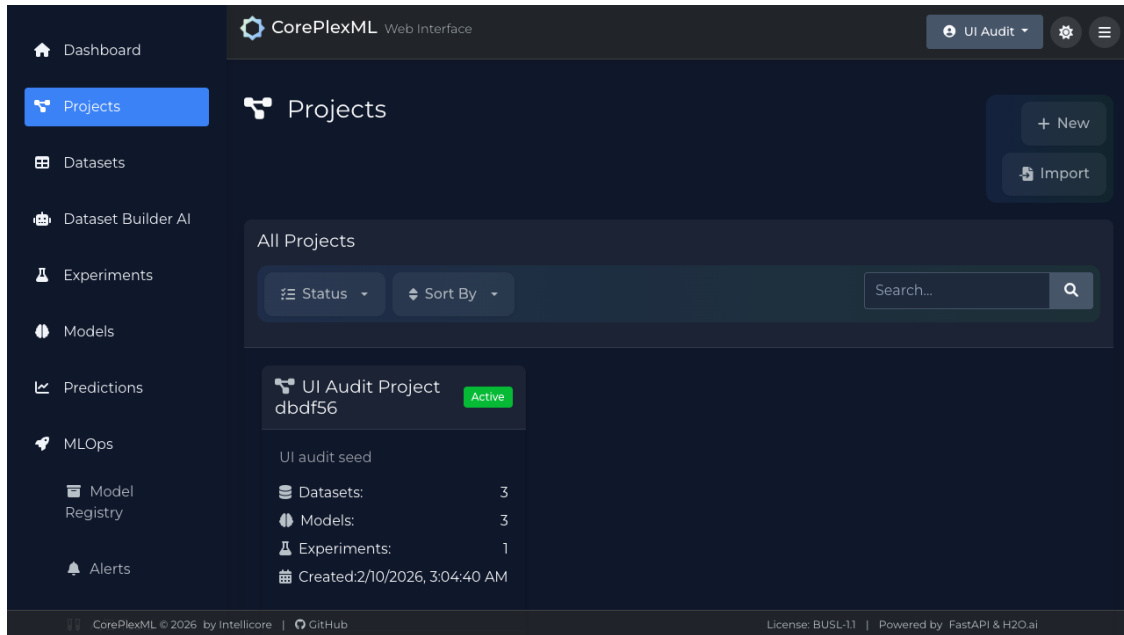 CorePlexML Web Interface
UI Audit
Dashboard
Projects
Datasets
Dataset Builder AI
Experiments
Models
Predictions
MLOps
Model
Registry
Alerts
Projects
+ New
Import
All Projects
Status
Sort By
Search...
UI Audit Project
dbdf56
Active
UI audit seed
Datasets: 3
Models: 3
Experiments: 1
Created:2/10/2026, 3:04:40 AM
CorePlexML © 2026 by Intellicore | GitHub
License: BUSL-1.1 | Powered by FastAPI & H2O.ai